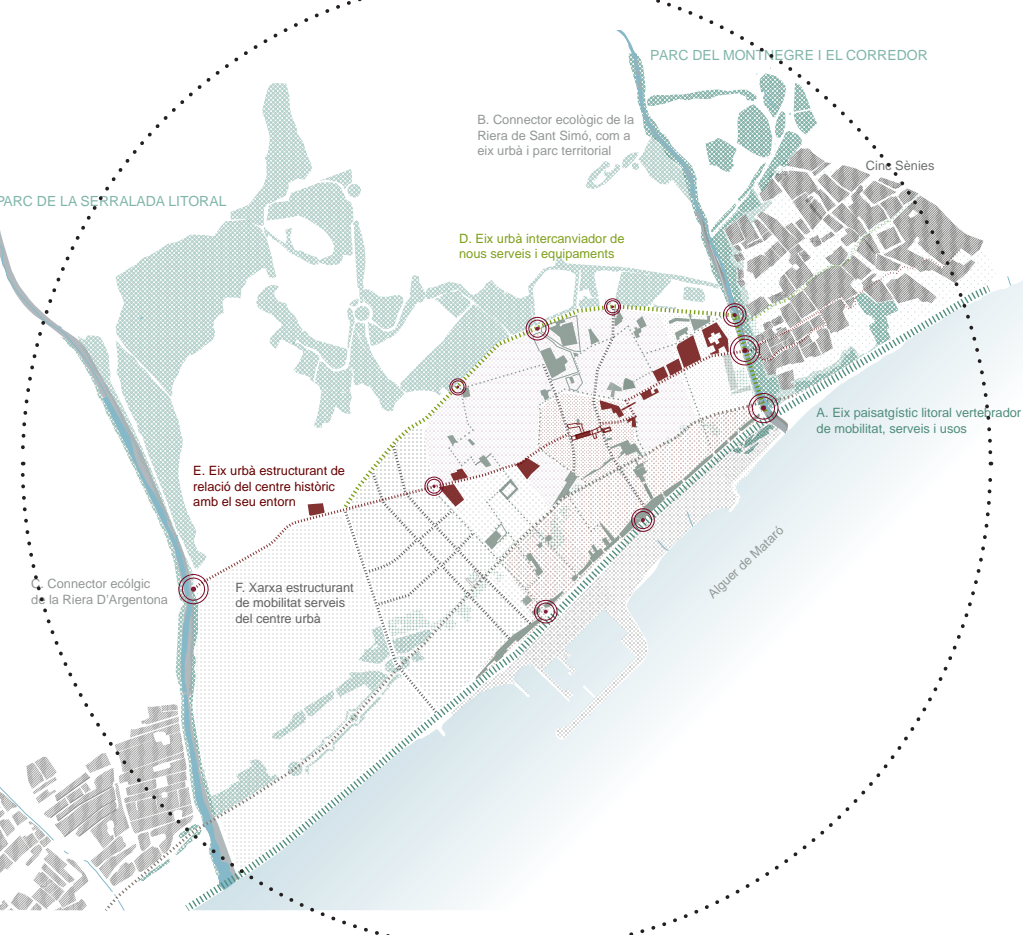 PARC DEL MONTNEGRE I EL CORREDOR
B. Connector ecològic de la
Riera de Sant Simó, com a
eix urbà i parc territorial
Cinc Sènies
PARC DE LA SERRALADA LITORAL
D. Eix urbà intercanviador de
nous serveis i equipaments
A. Eix paisatgístic litoral vertebrador
de mobilitat, serveis i usos
E. Eix urbà estructurant de
relació del centre històric
amb el seu entorn
Alguer de Mataró
C. Connector ecólgic
de la Riera D'Argentona
F. Xarxa estructurant
de mobilitat serveis
del centre urbà